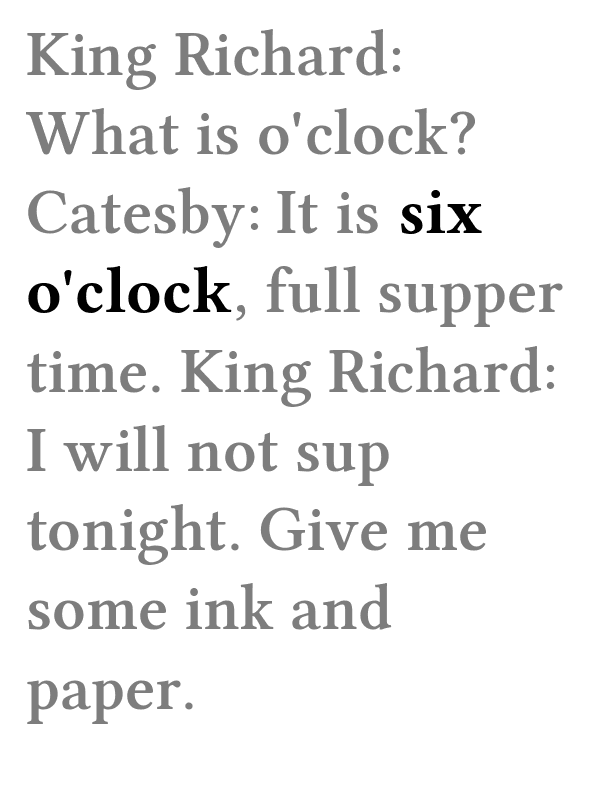 King Richard:
What is o'clock?
Catesby: It is six
o'clock, full supper
time. King Richard:
I will not sup
tonight. Give me
some ink and
paper.